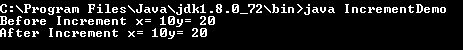 C:\Program Files\Java\jdk1.8.0_72\bin>java IncrementDemo
Before Increment x= 10y= 20
After Increment x= 10y= 20